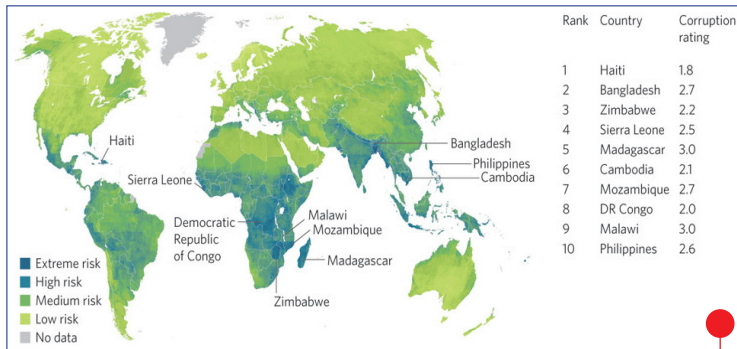 Rank Country Corruption
rating
1 Haiti 1.8
2 Bangladesh 2.7
3 Zimbabwe 2.2
4 Sierra Leone 2.5
5 Madagascar 3.0
6 Cambodia 2.1
7 Mozambique 2.7
8 DR Congo 2.0
9 Malawi 3.0
10 Philippines 2.6
Haiti
Bangladesh
Philippines
Cambodia
Sierra Leone
Democratic
Republic
of Congo
Malawi
Mozambique
Madagascar
Zimbabwe
Extreme risk
High risk
Medium risk
Low risk
No data